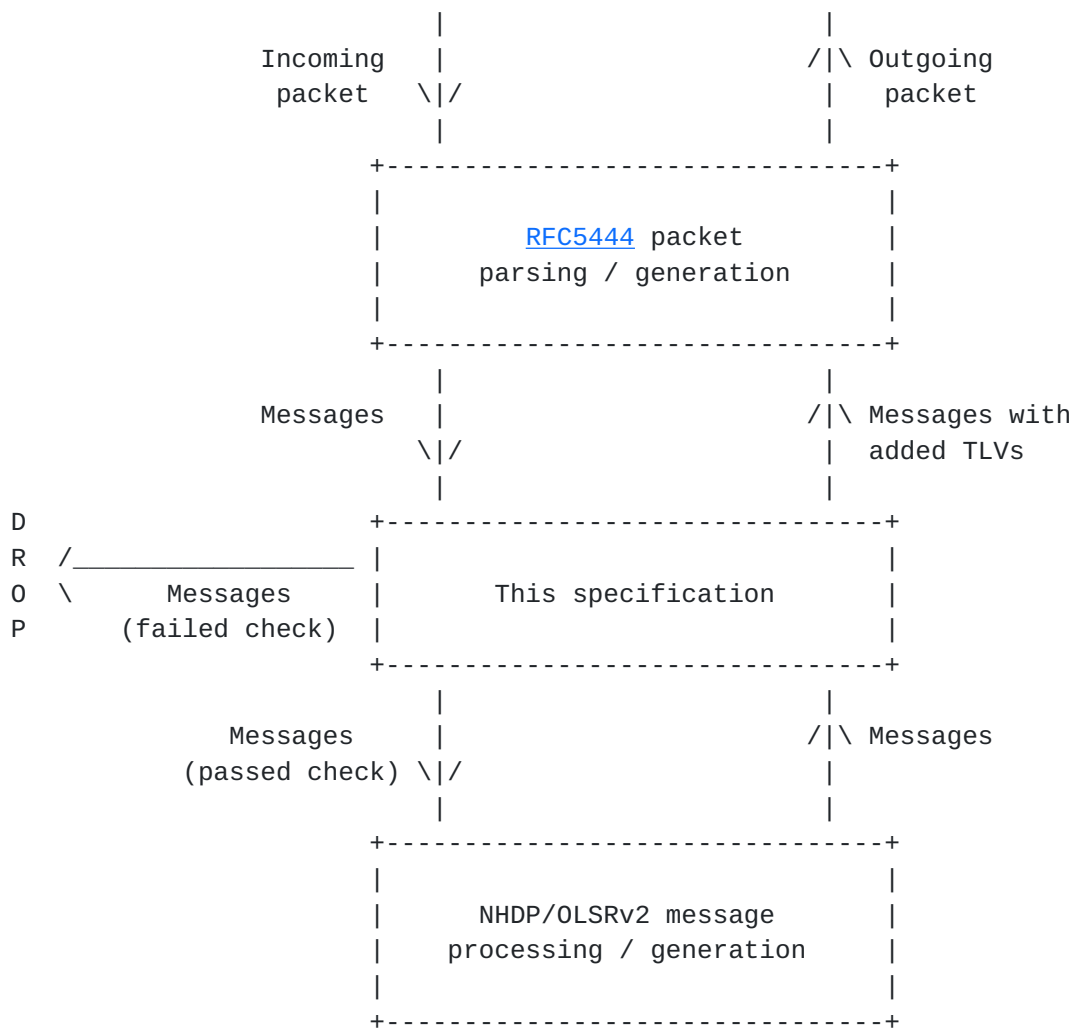 Incoming /|\ Outgoing
packet \|/ packet
+--------------------------------+
RFC5444 packet
parsing / generation
+--------------------------------+
Messages /|\ Messages with
\|/ added TLVs
D +--------------------------------+
R /__________________ |
O \ Messages | This specification |
P (failed check) |
+--------------------------------+
Messages /|\ Messages
(passed check) \|/
+--------------------------------+
NHDP/OLSRv2 message
processing / generation
+--------------------------------+